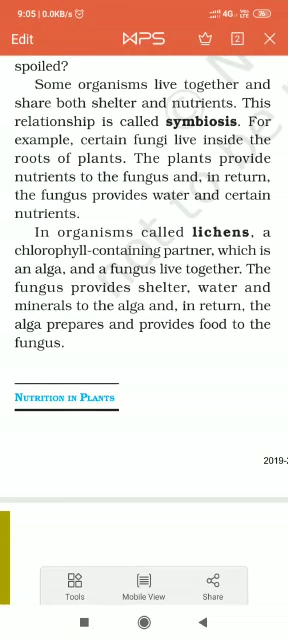 9:05 | 0.0KB/s
4G
76
Edit
WPS
2
spoiled?
Some organisms live together and
share both shelter and nutrients. This
relationship is called symbiosis. For
example, certain fungi live inside the
roots of plants. The plants provide
nutrients to the fungus and, in return,
the fungus provides water and certain
nutrients.
In organisms called lichens, a
chlorophyll-containing partner, which is
an alga, and a fungus live together. The
fungus provides shelter, water and
minerals to the alga and, in return, the
alga prepares and provides food to the
fungus.
NUTRITION IN PLANTS
2019-2
Tools
Mobile View
Share